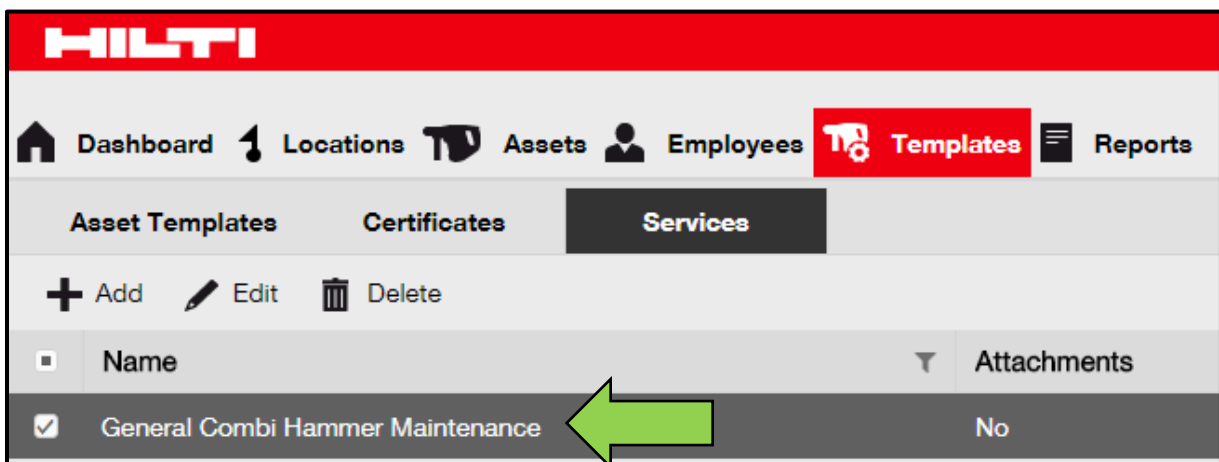 HILTI
Dashboard Locations Assets Employees Templates Reports
Asset Templates Certificates Services
Add Edit Delete
Name Attachments
General Combi Hammer Maintenance No